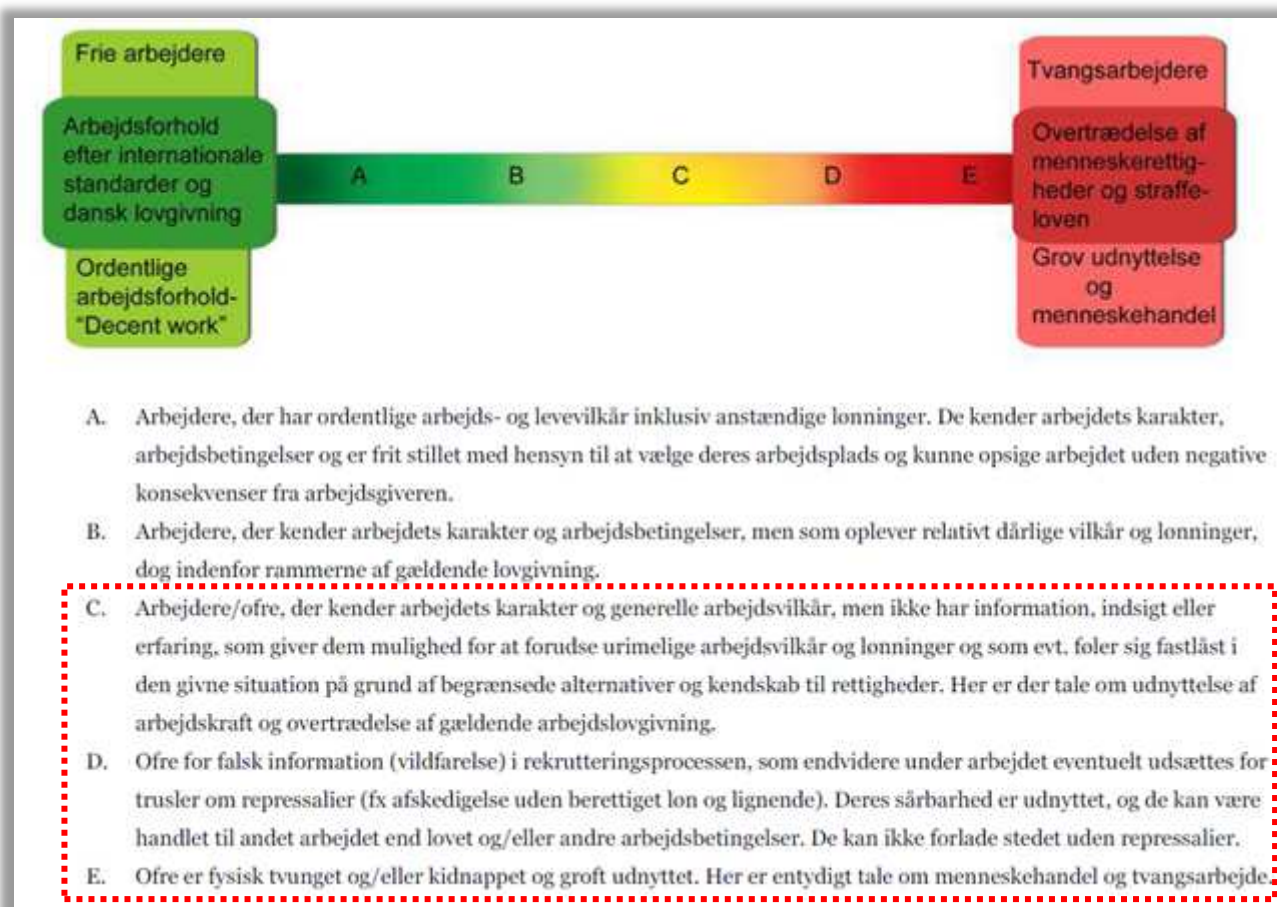 Frie arbejdere
Arbejdsforhold
efter internationale
standarder og
dansk lovgivning
Ordentlige
arbejdsforhold-
"Decent work"
A B C D E
Tvangsarbejdere
Overtrædelse af
menneskerettig-
heder og straffe-
loven
Grov udnyttelse
og
menneskehandel
A. Arbejdere, der har ordentlige arbejds- og levevilkår inklusiv anstændige lønninger. De kender arbejdets karakter,
arbejdsbetingelser og er frit stillet med hensyn til at vælge deres arbejdsplads og kunne opsige arbejdet uden negative
konsekvenser fra arbejdsgiveren.
B. Arbejdere, der kender arbejdets karakter og arbejdsbetingelser, men som oplever relativt dårlige vilkår og lønninger,
dog indenfor rammerne af gældende lovgivning.
C. Arbejdere/ofre, der kender arbejdets karakter og generelle arbejdsvilkår, men ikke har information, indsigt eller
erfaring, som giver dem mulighed for at forudse urimelige arbejdsvilkår og lønninger og som evt. føler sig fastlåst i
den givne situation på grund af begrænsede alternativer og kendskab til rettigheder. Her er der tale om udnyttelse af
arbejdskraft og overtrædelse af gældende arbejdslovgivning.
D. Ofre for falsk information (vildfarelse) i rekrutteringsprocessen, som endvidere under arbejdet eventuelt udsættes for
trusler om repressalier (fx afskedigelse uden berettiget løn og lignende). Deres sårbarhed er udnyttet, og de kan være
handlet til andet arbejdet end lovet og/eller andre arbejdsbetingelser. De kan ikke forlade stedet uden repressalier.
E. Ofre er fysisk tvunget og/eller kidnappet og groft udnyttet. Her er entydigt tale om menneskehandel og tvangsarbejde.